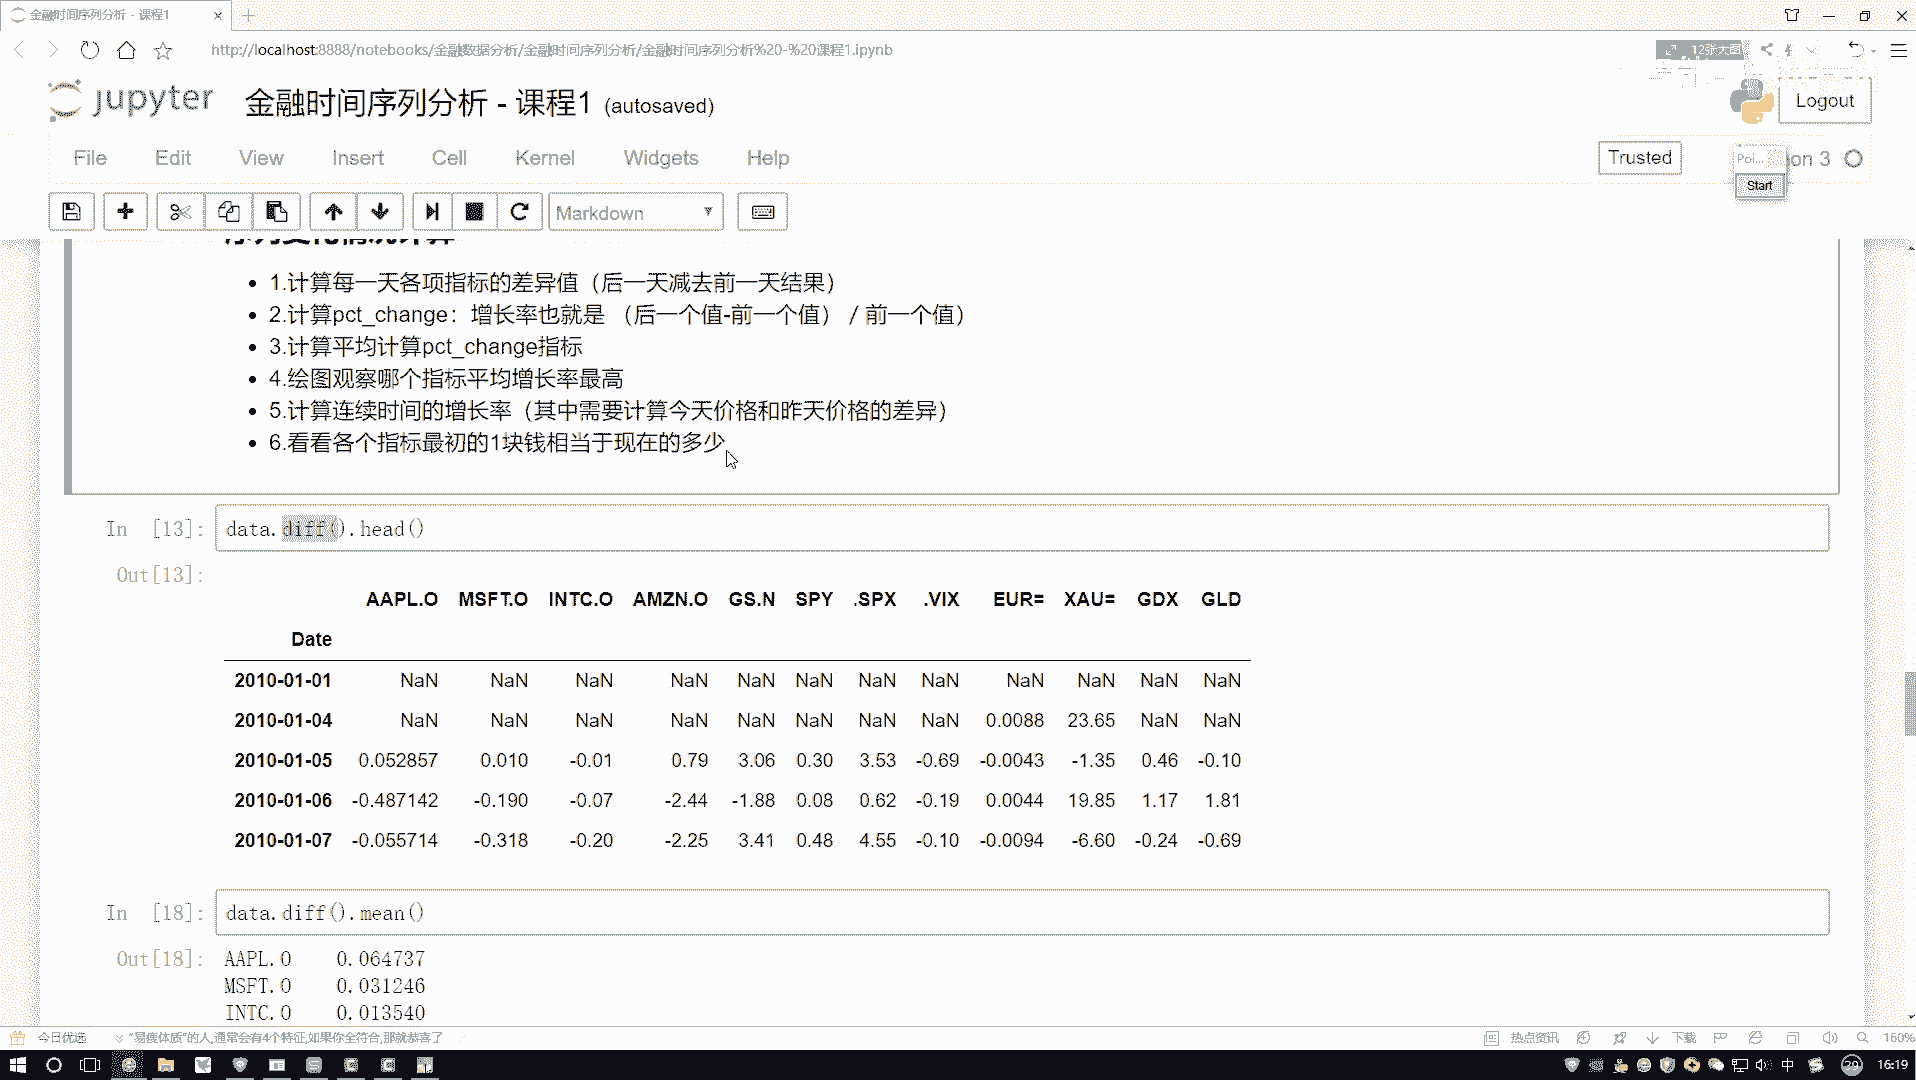 金融时间序列分析 - 课程1
http://localhost:8888/notebooks/金融数据分析/金融时间序列分析/金融时间序列分析%20-%20课程1.ipynb
12张大图
jupyter 金融时间序列分析 - 课程1 (autosaved)
Logout
File Edit View Insert Cell Kernel Widgets Help
Trusted
Poi... on 3
Start
Markdown
序列变化情况计算
1.计算每一天各项指标的差异值（后一天减去前一天结果）
2.计算pct_change：增长率也就是 （后一个值-前一个值） / 前一个值）
3.计算平均计算pct_change指标
4.绘图观察哪个指标平均增长率最高
5.计算连续时间的增长率（其中需要计算今天价格和昨天价格的差异）
6.看看各个指标最初的1块钱相当于现在的多少
In [13]: data.diff().head()
Out[13]:
AAPL.O MSFT.O INTC.O AMZN.O GS.N SPY .SPX .VIX EUR= XAU= GDX GLD
Date
2010-01-01 NaN NaN NaN NaN NaN NaN NaN NaN NaN NaN NaN NaN
2010-01-04 NaN NaN NaN NaN NaN NaN NaN NaN 0.0088 23.65 NaN NaN
2010-01-05 0.052857 0.010 -0.01 0.79 3.06 0.30 3.53 -0.69 -0.0043 -1.35 0.46 -0.10
2010-01-06 -0.487142 -0.190 -0.07 -2.44 -1.88 0.08 0.62 -0.19 0.0044 19.85 1.17 1.81
2010-01-07 -0.055714 -0.318 -0.20 -2.25 3.41 0.48 4.55 -0.10 -0.0094 -6.60 -0.24 -0.69
In [18]: data.diff().mean()
Out[18]: AAPL.O 0.064737
MSFT.O 0.031246
INTC.O 0.013540
今日优选 "易瘦体质"的人,通常会有4个特征,如果你全符合,那就恭喜了 热点资讯 下载 160%
中 29 16:19